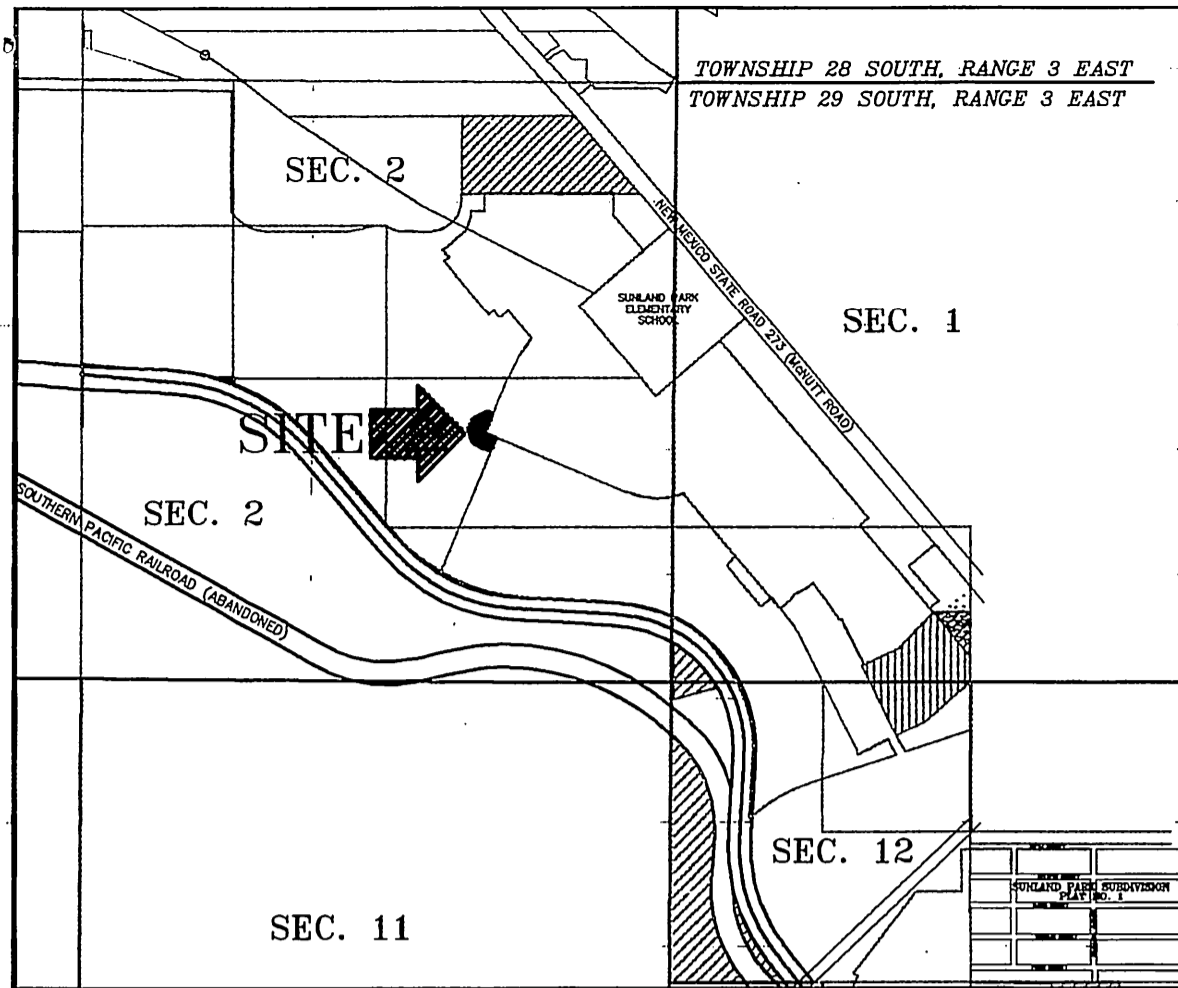 TOWNSHIP 28 SOUTH, RANGE 3 EAST
TOWNSHIP 29 SOUTH, RANGE 3 EAST
SEC. 2
NEW MEXICO STATE ROAD 273 (McNUTT ROAD)
SUNLAND PARK
ELEMENTARY
SCHOOL
SEC. 1
SITE
SEC. 2
SOUTHERN PACIFIC RAILROAD (ABANDONED)
SEC. 12
SUNLAND PARK SUBDIVISION
PLAT NO. 1
SEC. 11